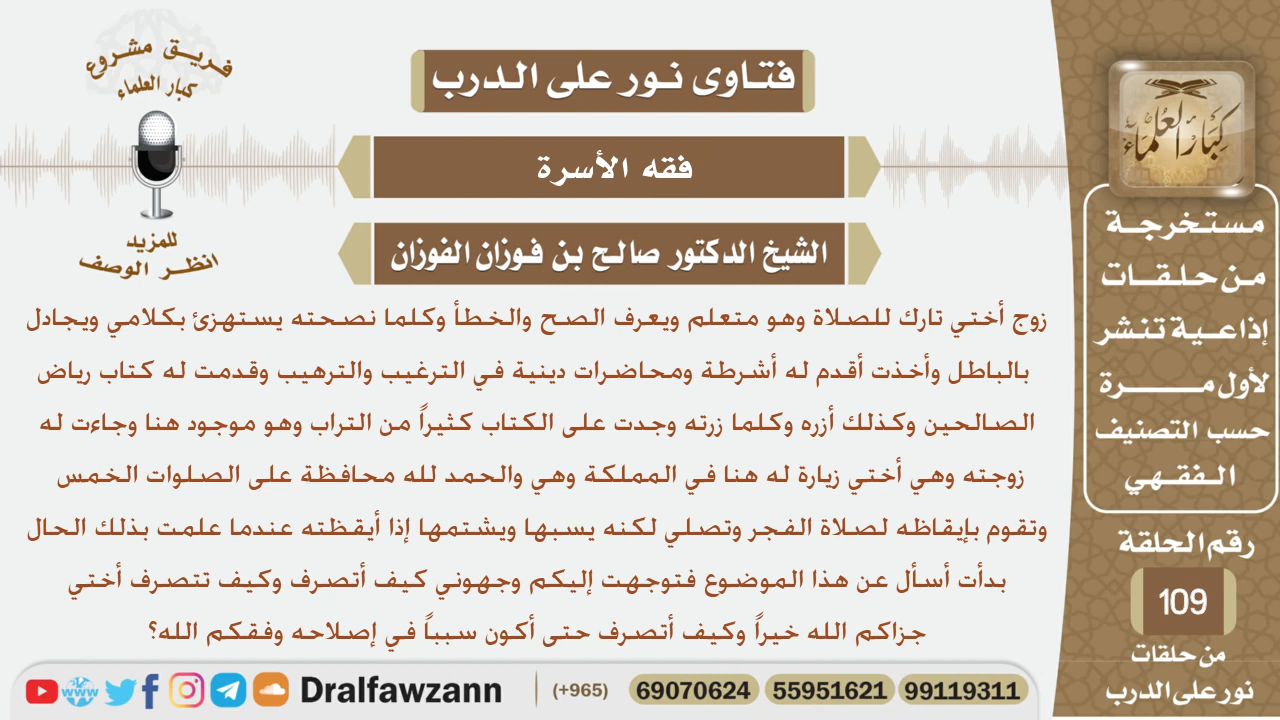 فريق مشروع
كبار العلماء
للمزيد
انظر الوصف
فتاوى نور على الدرب
فقه الأسرة
الشيخ الدكتور صالح بن فوزان الفوزان
زوج أختي تارك للصلاة وهو متعلم ويعرف الصح والخطأ وكلما نصحته يستهزئ بكلامي ويجادل
بالباطل وأخذت أقدم له أشرطة ومحاضرات دينية في الترغيب والترهيب وقدمت له كتاب رياض
الصالحين وكذلك أزره وكلما زرته وجدت على الكتاب كثيراً من التراب وهو موجود هنا وجاءت له
زوجته وهي أختي زيارة له هنا في المملكة وهي والحمد لله محافظة على الصلوات الخمس
وتقوم بإيقاظه لصلاة الفجر وتصلي لكنه يسبها ويشتمها إذا أيقظته عندما علمت بذلك الحال
بدأت أسأل عن هذا الموضوع فتوجهت إليكم وجهوني كيف أتصرف وكيف تتصرف أختي
جزاكم الله خيراً وكيف أتصرف حتى أكون سبباً في إصلاحه وفقكم الله؟
كبار العلماء
مستخرجة
من حلقات
إذاعية تنشر
لأول مرة
حسب التصنيف
الفقهي
رقم الحلقة
109
من حلقات
نور على الدرب
www
Dralfawzann
(+965)
69070624
55951621
99119311